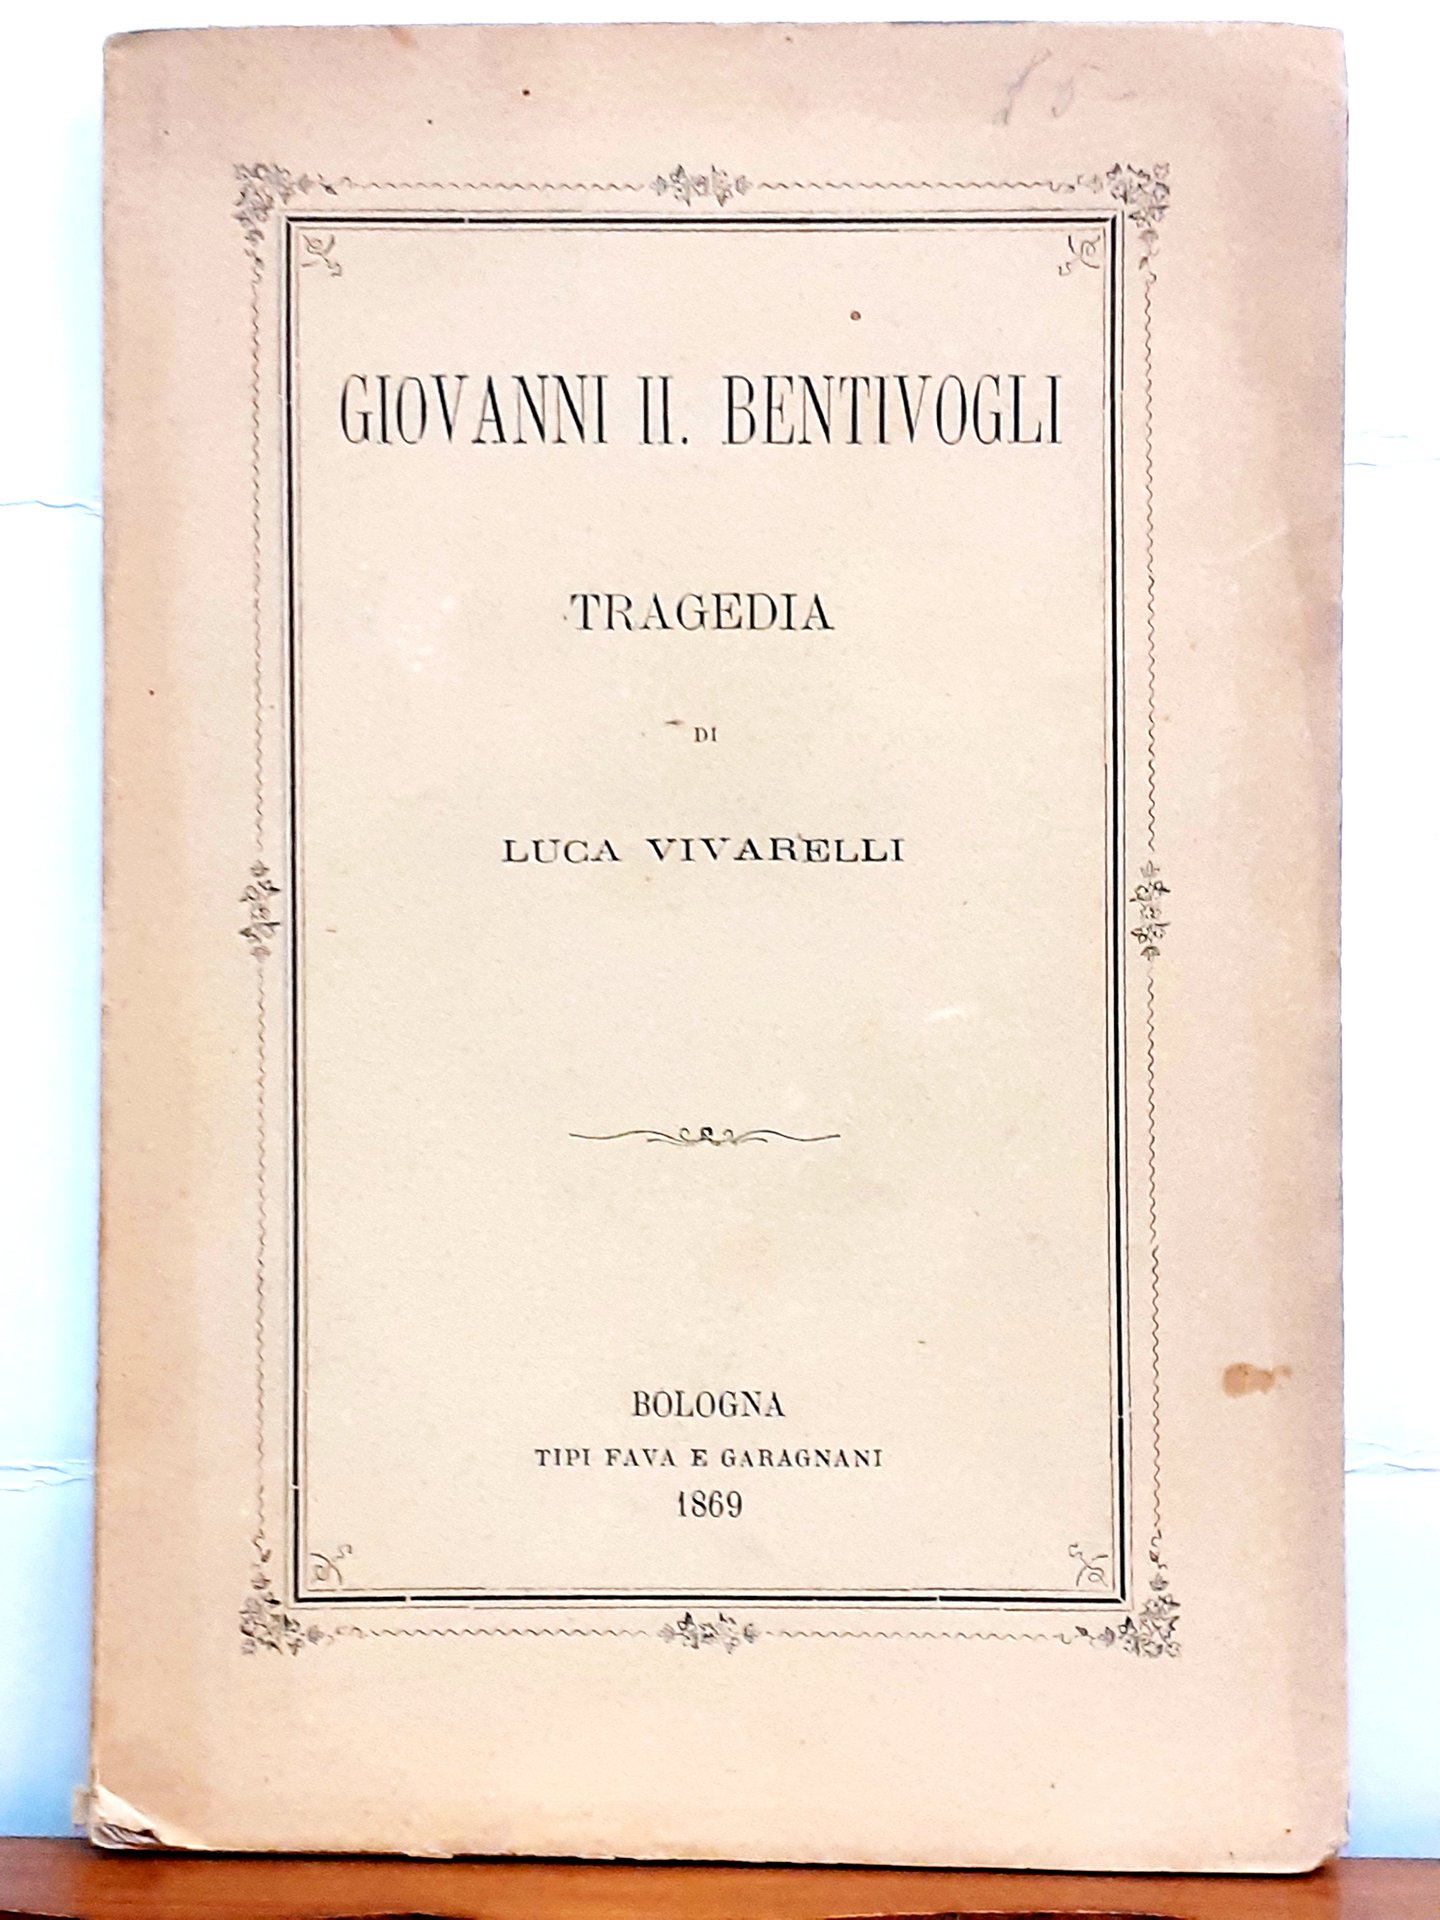 GIOVANNI II. BENTIVOGLI
TRAGEDIA
DI
LUCA VIVARELLI
BOLOGNA
TIPI FAVA E GARAGNANI
1869